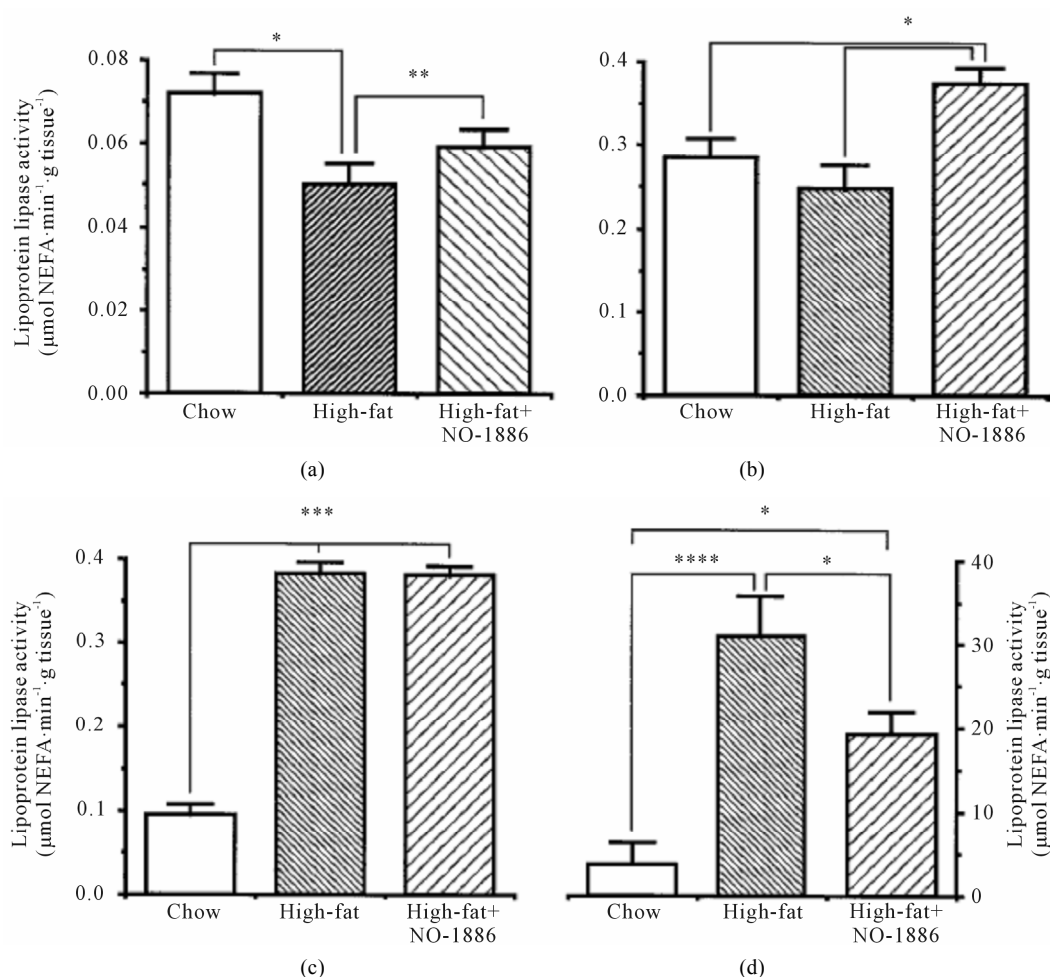 *
**
0.08
0.06
0.04
0.02
0.00
Lipoprotein lipase activity
(μmol NEFA·min⁻¹·g tissue⁻¹)
Chow
High-fat
High-fat+
NO-1886
(a)
*
0.4
0.3
0.2
0.1
0.0
Chow
High-fat
High-fat+
NO-1886
(b)
***
0.4
0.3
0.2
0.1
0.0
Lipoprotein lipase activity
(μmol NEFA·min⁻¹·g tissue⁻¹)
Chow
High-fat
High-fat+
NO-1886
(c)
*
****
*
40
30
20
10
0
Lipoprotein lipase activity
(μmol NEFA·min⁻¹·g tissue⁻¹)
Chow
High-fat
High-fat+
NO-1886
(d)